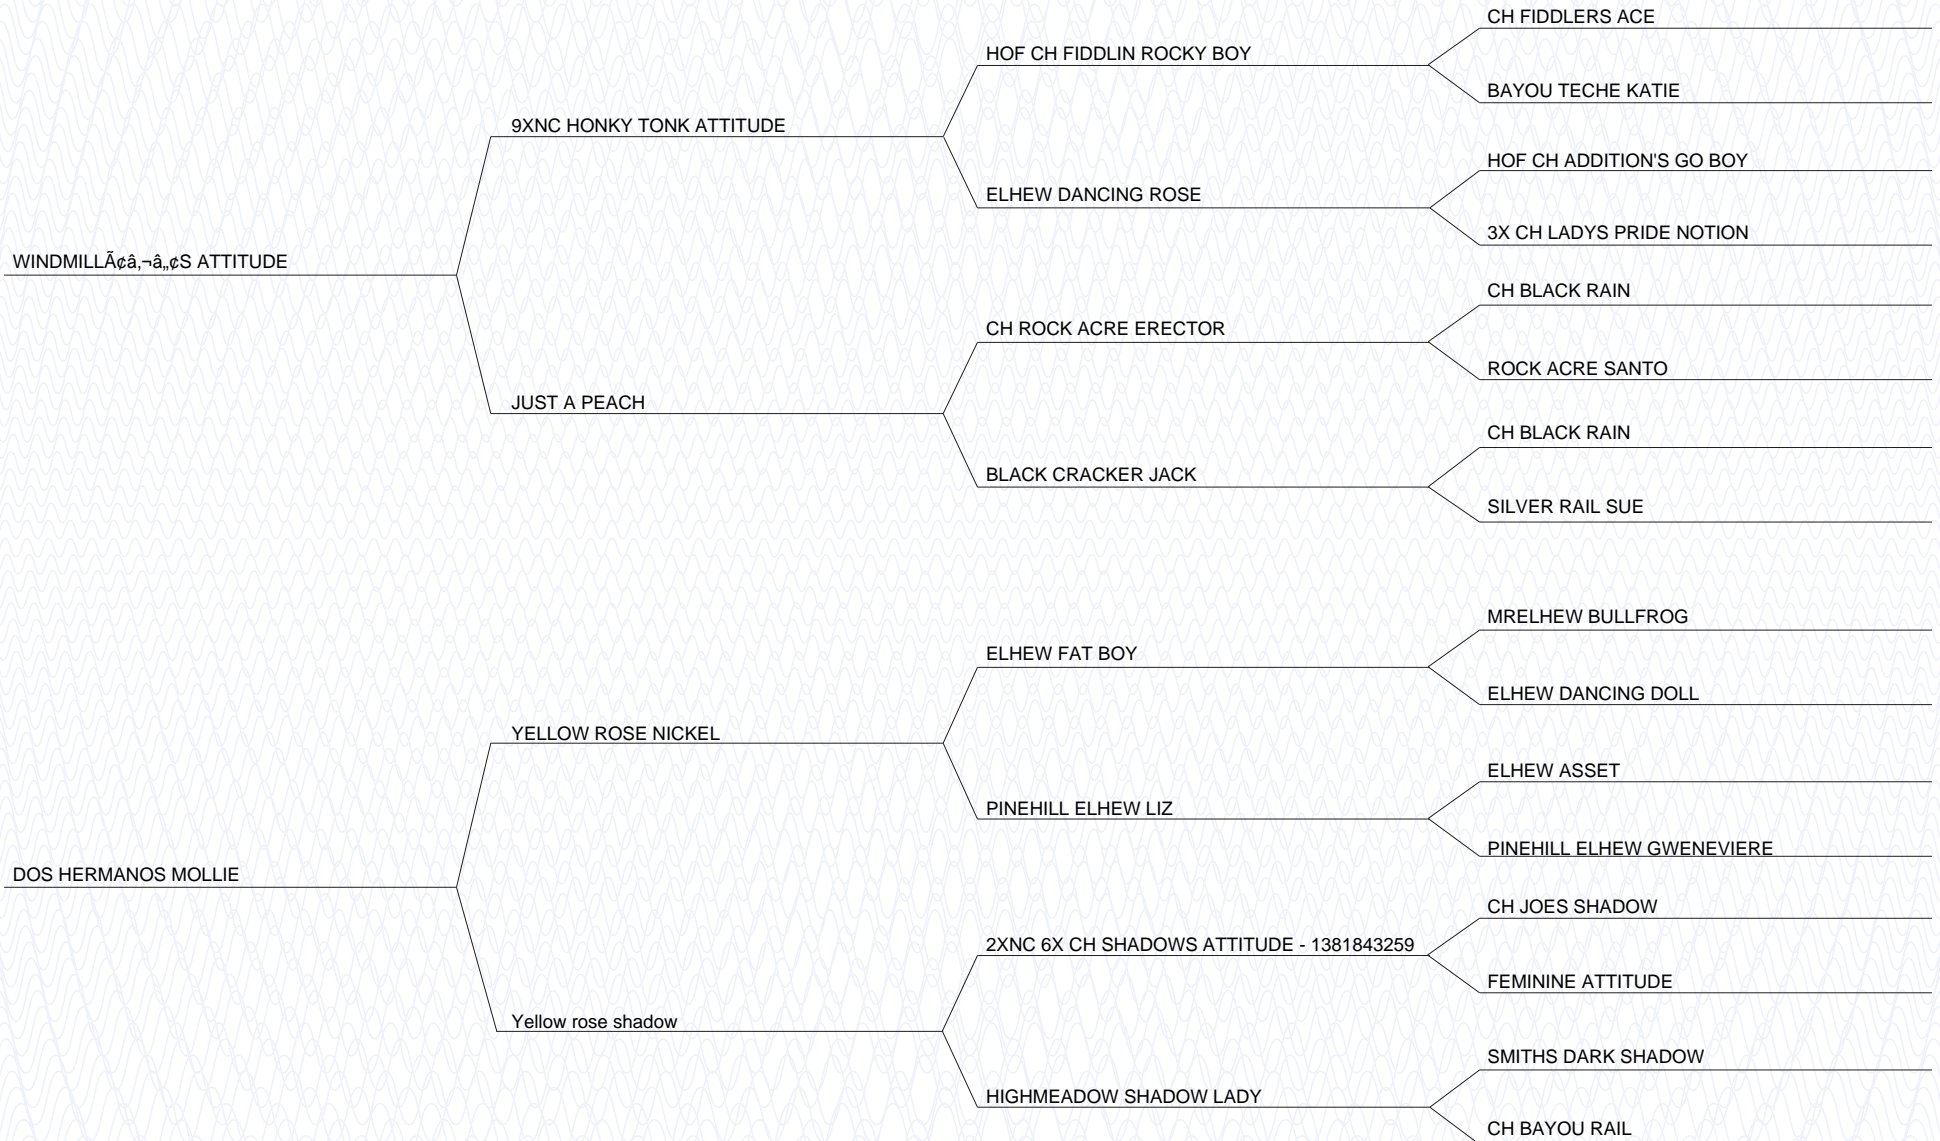 CH FIDDLERS ACE
HOF CH FIDDLIN ROCKY BOY
BAYOU TECHE KATIE
9XNC HONKY TONK ATTITUDE
HOF CH ADDITION'S GO BOY
ELHEW DANCING ROSE
3X CH LADYS PRIDE NOTION
WINDMILLÃ¢â‚¬â„¢S ATTITUDE
CH BLACK RAIN
CH ROCK ACRE ERECTOR
ROCK ACRE SANTO
JUST A PEACH
CH BLACK RAIN
BLACK CRACKER JACK
SILVER RAIL SUE
MRELHEW BULLFROG
ELHEW FAT BOY
ELHEW DANCING DOLL
YELLOW ROSE NICKEL
ELHEW ASSET
PINEHILL ELHEW LIZ
PINEHILL ELHEW GWENEVIERE
DOS HERMANOS MOLLIE
CH JOES SHADOW
2XNC 6X CH SHADOWS ATTITUDE - 1381843259
FEMININE ATTITUDE
Yellow rose shadow
SMITHS DARK SHADOW
HIGHMEADOW SHADOW LADY
CH BAYOU RAIL